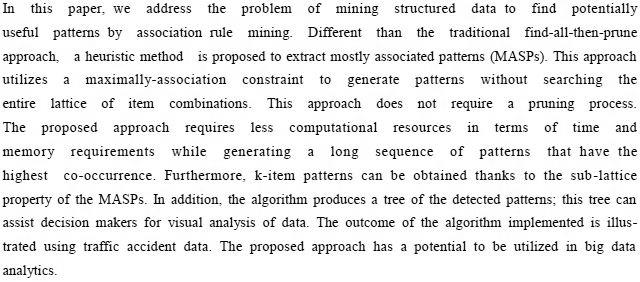 In this paper, we address the problem of mining structured data to find potentially
useful patterns by association rule mining. Different than the traditional find-all-then-prune
approach, a heuristic method is proposed to extract mostly associated patterns (MASPs). This approach
utilizes a maximally-association constraint to generate patterns without searching the
entire lattice of item combinations. This approach does not require a pruning process.
The proposed approach requires less computational resources in terms of time and
memory requirements while generating a long sequence of patterns that have the
highest co-occurrence. Furthermore, k-item patterns can be obtained thanks to the sub-lattice
property of the MASPs. In addition, the algorithm produces a tree of the detected patterns; this tree can
assist decision makers for visual analysis of data. The outcome of the algorithm implemented is illus-
trated using traffic accident data. The proposed approach has a potential to be utilized in big data
analytics.